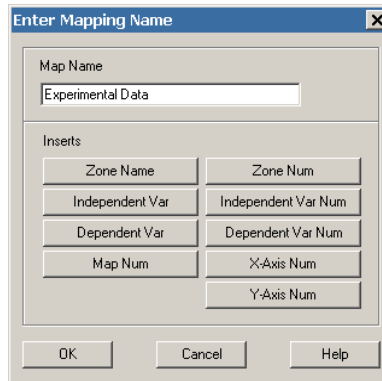 Enter Mapping Name
Map Name
Experimental Data
Inserts
Zone Name Zone Num
Independent Var Independent Var Num
Dependent Var Dependent Var Num
Map Num X-Axis Num
Y-Axis Num
OK Cancel Help